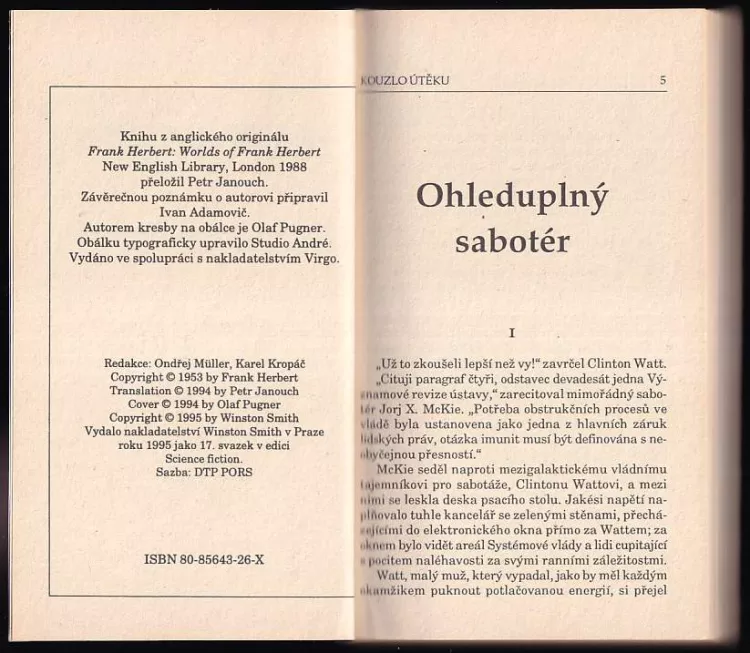 Knihu z anglického originálu
Frank Herbert: Worlds of Frank Herbert
New English Library, London 1988
přeložil Petr Janouch.
Závěrečnou poznámku o autorovi připravil
Ivan Adamovič.
Autorem kresby na obálce je Olaf Pugner.
Obálku typograficky upravilo Studio André.
Vydáno ve spolupráci s nakladatelstvím Virgo.
Redakce: Ondřej Müller, Karel Kropáč
Copyright © 1953 by Frank Herbert
Translation © 1994 by Petr Janouch
Cover © 1994 by Olaf Pugner
Copyright © 1995 by Winston Smith
Vydalo nakladatelství Winston Smith v Praze
roku 1995 jako 17. svazek v edici
Science fiction.
Sazba: DTP PORS
ISBN 80-85643-26-X
KOUZLO ÚTĚKU 5
Ohleduplný
sabotér
I
„Už to zkoušeli lepší než vy!“ zavrčel Clinton Watt.
„Cituji paragraf čtyři, odstavec devadesát jedna Vý-
znamové revize ústavy,“ zarecitoval mimořádný sabo-
tér Jorj X. McKie. „Potřeba obstrukčních procesů ve
vládě byla ustanovena jako jedna z hlavních záruk
lidských práv, otázka imunit musí být definována s ne-
obyčejnou přesností.“
McKie seděl naproti mezigalaktickému vládnímu
tajemníkovi pro sabotáže, Clintonu Wattovi, a mezi
nimi se leskla deska psacího stolu. Jakési napětí na-
plňovalo tuhle kancelář se zelenými stěnami, přechá-
zejícími do elektronického okna přímo za Wattem; za
oknem bylo vidět areál Systémové vlády a lidi cupitající
s pocitem naléhavosti za svými ranními záležitostmi.
Watt, malý muž, který vypadal, jako by měl každým
okamžikem puknout potlačovanou energií, si přejel